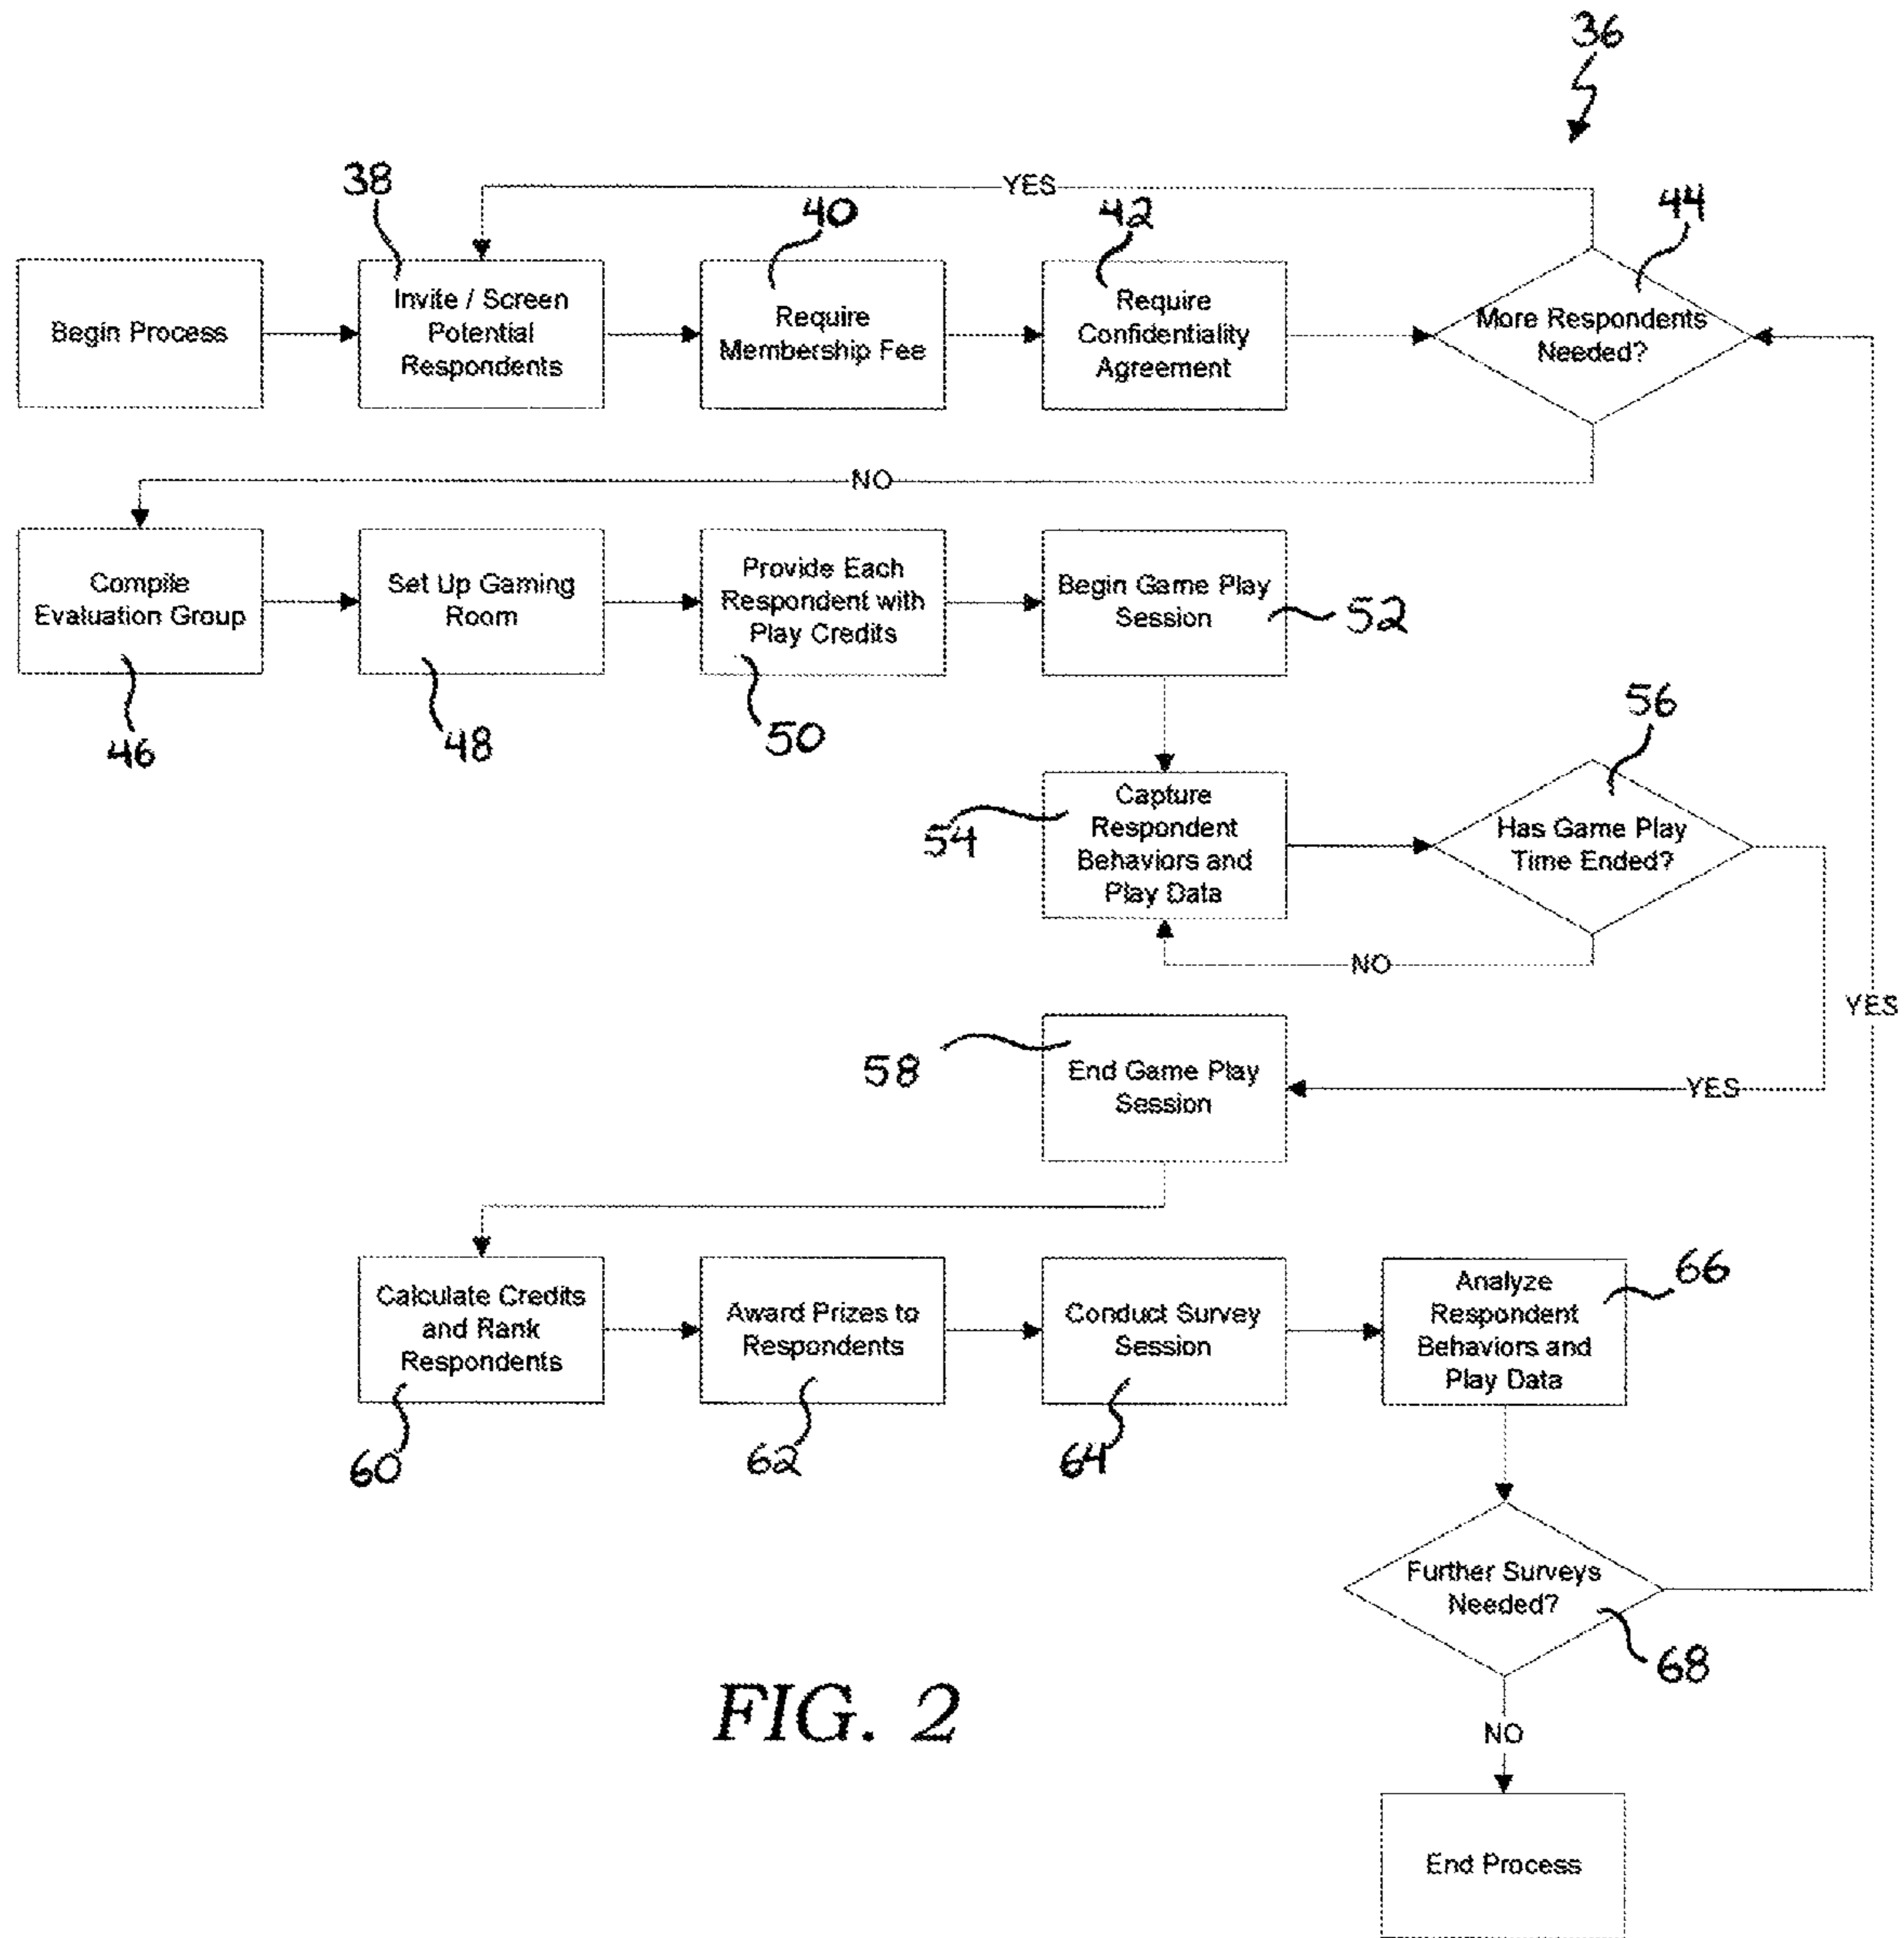 36
38
YES
40
42
44
Begin Process
Invite / Screen
Potential
Respondents
Require
Membership Fee
Require
Confidentiality
Agreement
More Respondents
Needed?
NO
Compile
Evaluation Group
Set Up Gaming
Room
Provide Each
Respondent with
Play Credits
Begin Game Play
Session
52
46
48
50
56
54
Capture
Respondent
Behaviors and
Play Data
Has Game Play
Time Ended?
NO
YES
58
End Game Play
Session
YES
Calculate Credits
and Rank
Respondents
Award Prizes to
Respondents
Conduct Survey
Session
Analyze
Respondent
Behaviors and
Play Data
66
60
62
64
Further Surveys
Needed?
68
FIG. 2
NO
End Process